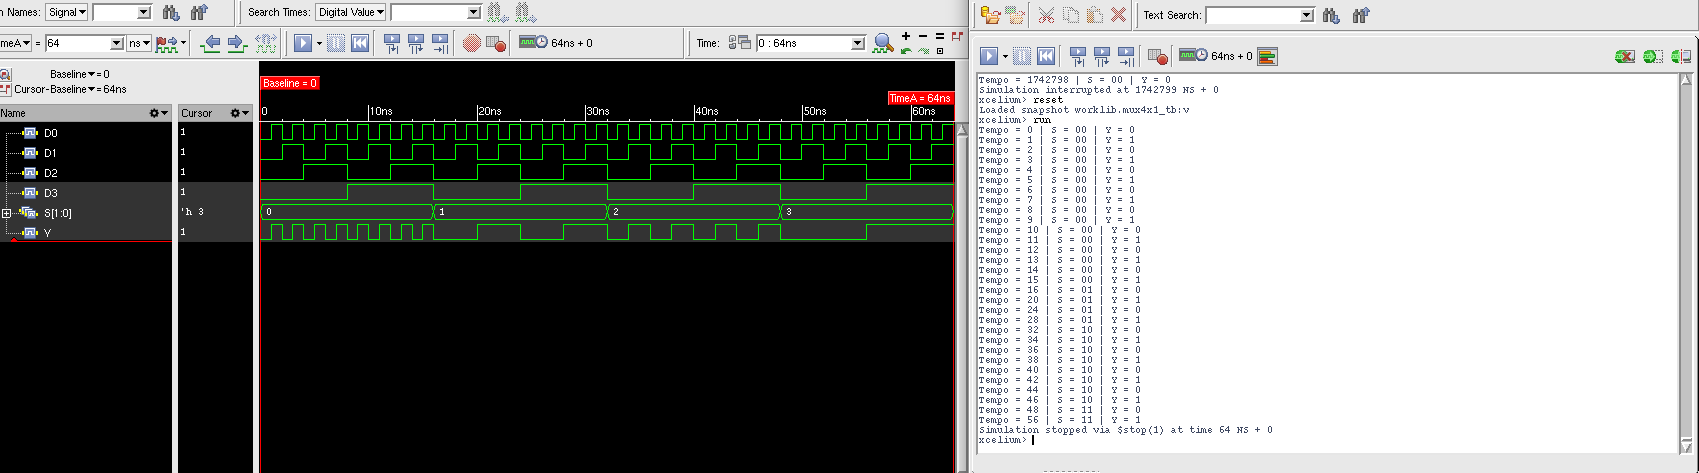 n Names: Signal
Search Times: Digital Value
meA = 64 ns
64ns + 0
Time: 0 : 64ns
Baseline = 0
Cursor-Baseline = 64ns
Name
Cursor
D0 1
D1 1
D2 1
D3 1
S[1:0] 'h 3
Y 1
Baseline = 0
TimeA = 64ns
0 10ns 20ns 30ns 40ns 50ns 60ns
0 1 2 3
Text Search:
64ns + 0
Tempo = 1742798 | S = 00 | Y = 0
Simulation interrupted at 1742799 NS + 0
xcelium> reset
Loaded snapshot worklib.mux4x1_tb:v
xcelium> run
Tempo = 0 | S = 00 | Y = 0
Tempo = 1 | S = 00 | Y = 1
Tempo = 2 | S = 00 | Y = 0
Tempo = 3 | S = 00 | Y = 1
Tempo = 4 | S = 00 | Y = 0
Tempo = 5 | S = 00 | Y = 1
Tempo = 6 | S = 00 | Y = 0
Tempo = 7 | S = 00 | Y = 1
Tempo = 8 | S = 00 | Y = 0
Tempo = 9 | S = 00 | Y = 1
Tempo = 10 | S = 00 | Y = 0
Tempo = 11 | S = 00 | Y = 1
Tempo = 12 | S = 00 | Y = 0
Tempo = 13 | S = 00 | Y = 1
Tempo = 14 | S = 00 | Y = 0
Tempo = 15 | S = 00 | Y = 1
Tempo = 16 | S = 01 | Y = 0
Tempo = 20 | S = 01 | Y = 1
Tempo = 24 | S = 01 | Y = 0
Tempo = 28 | S = 01 | Y = 1
Tempo = 32 | S = 10 | Y = 0
Tempo = 34 | S = 10 | Y = 1
Tempo = 36 | S = 10 | Y = 0
Tempo = 38 | S = 10 | Y = 1
Tempo = 40 | S = 10 | Y = 0
Tempo = 42 | S = 10 | Y = 1
Tempo = 44 | S = 10 | Y = 0
Tempo = 46 | S = 10 | Y = 1
Tempo = 48 | S = 11 | Y = 0
Tempo = 56 | S = 11 | Y = 1
Simulation stopped via $stop(1) at time 64 NS + 0
xcelium>